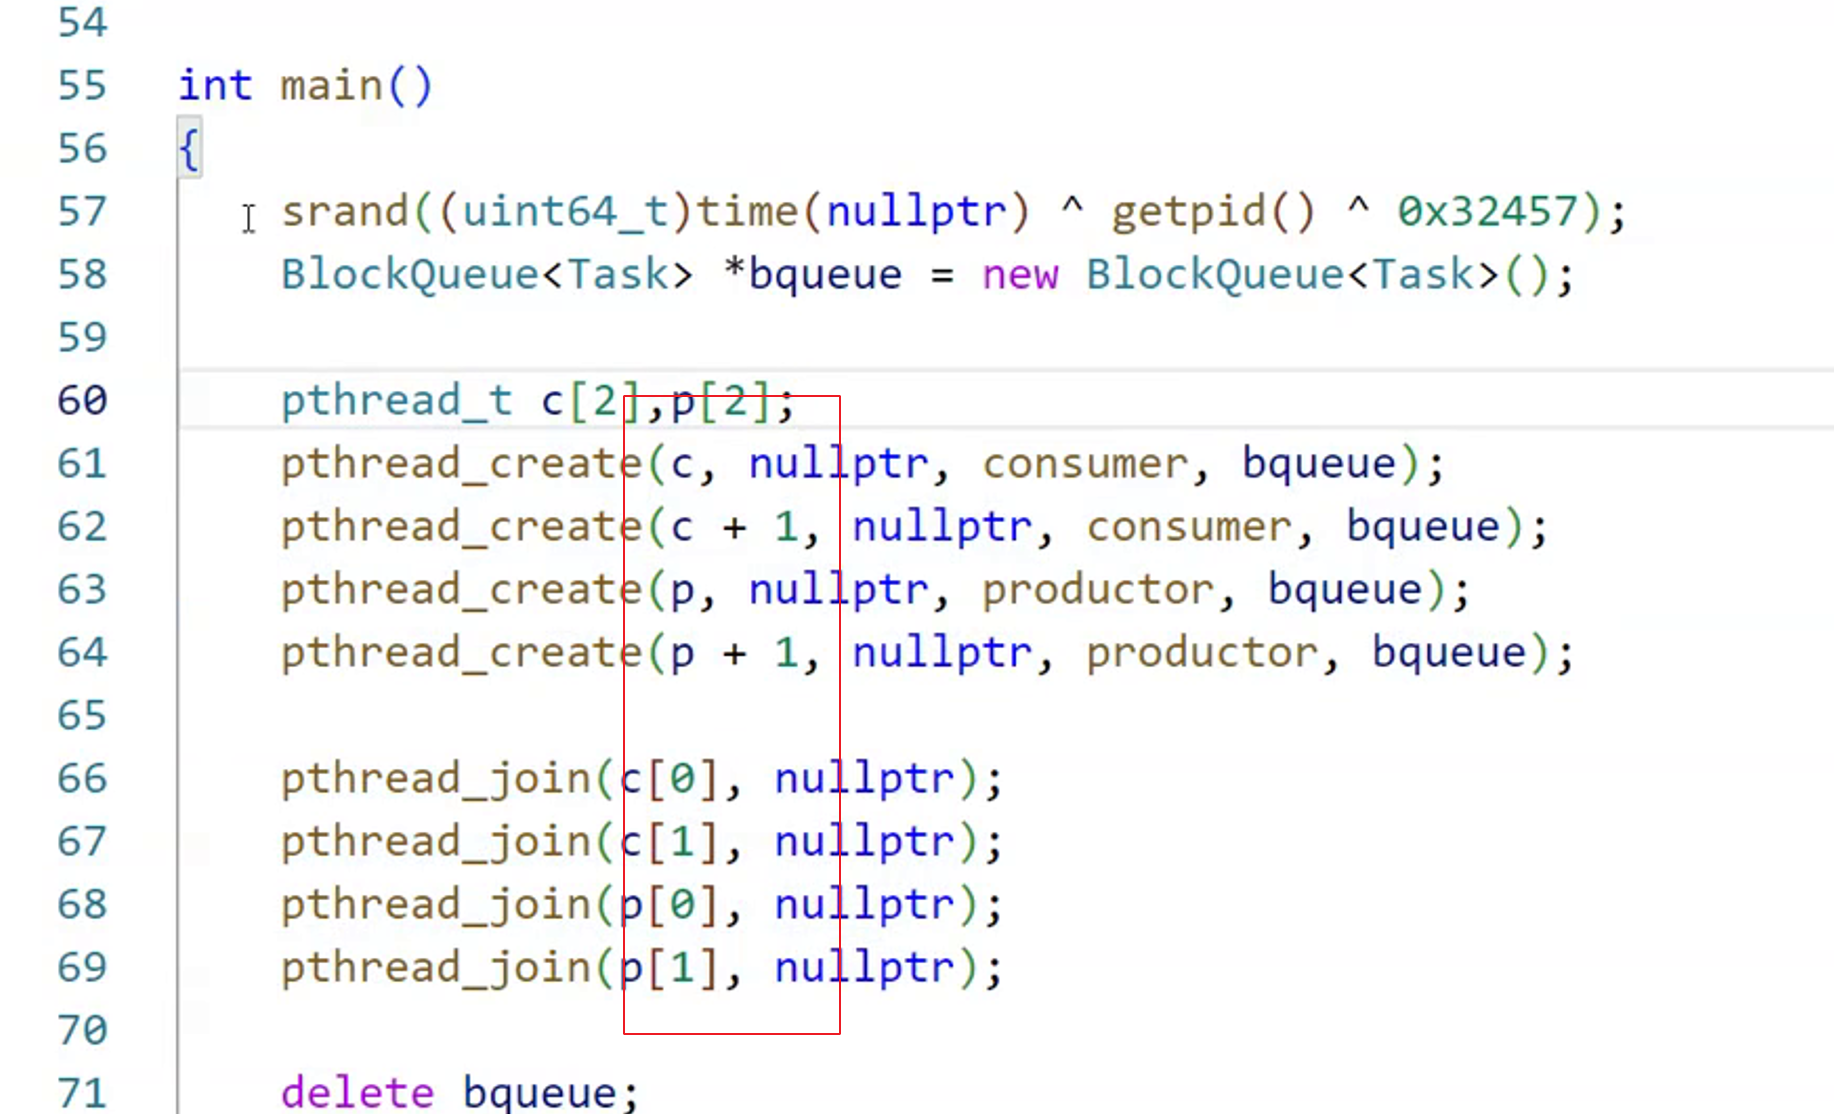 54
55 int main()
56 {
57 srand((uint64_t)time(nullptr) ^ getpid() ^ 0x32457);
58 BlockQueue<Task> *bqueue = new BlockQueue<Task>();
59
60 pthread_t c[2],p[2];
61 pthread_create(c, nullptr, consumer, bqueue);
62 pthread_create(c + 1, nullptr, consumer, bqueue);
63 pthread_create(p, nullptr, productor, bqueue);
64 pthread_create(p + 1, nullptr, productor, bqueue);
65
66 pthread_join(c[0], nullptr);
67 pthread_join(c[1], nullptr);
68 pthread_join(p[0], nullptr);
69 pthread_join(p[1], nullptr);
70
71 delete bqueue;